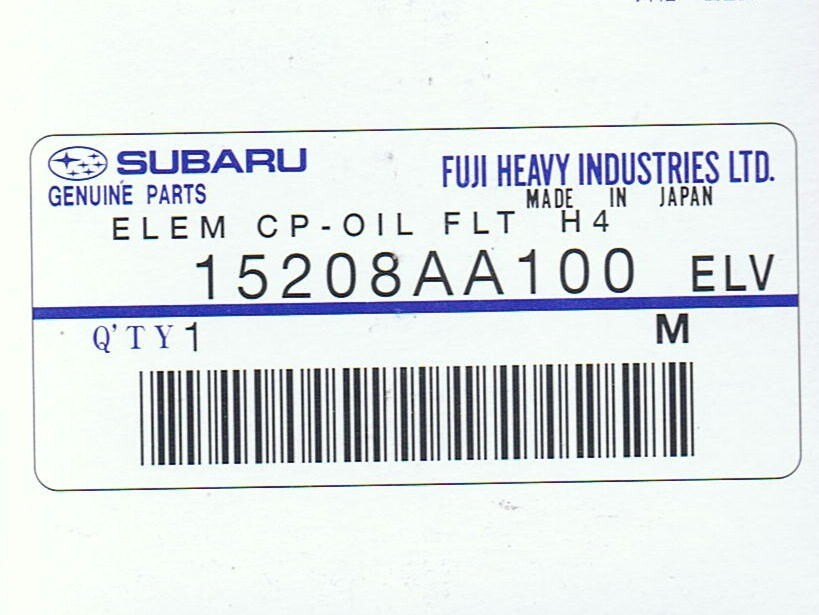 SUBARU
FUJI HEAVY INDUSTRIES LTD.
GENUINE PARTS
MADE IN JAPAN
ELEM CP-OIL FLT H4
15208AA100 ELV
Q'TY 1
M